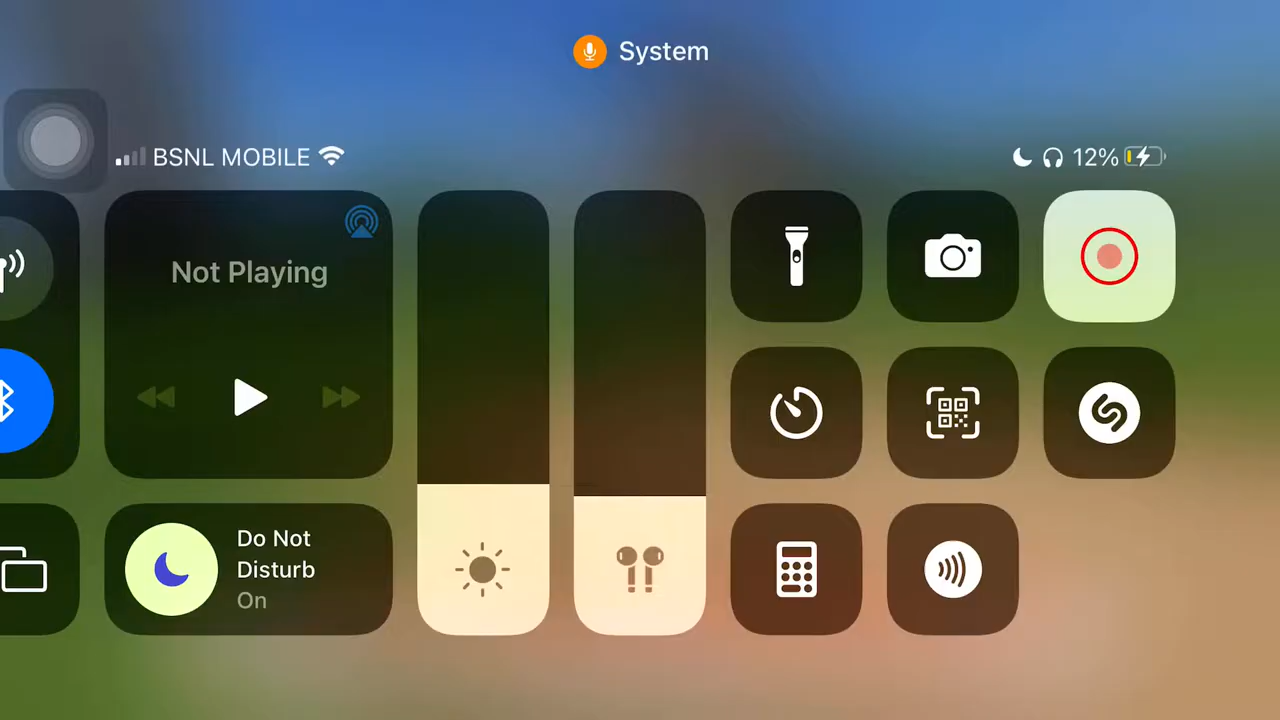 System
BSNL MOBILE
12%
Not Playing
Do Not
Disturb
On